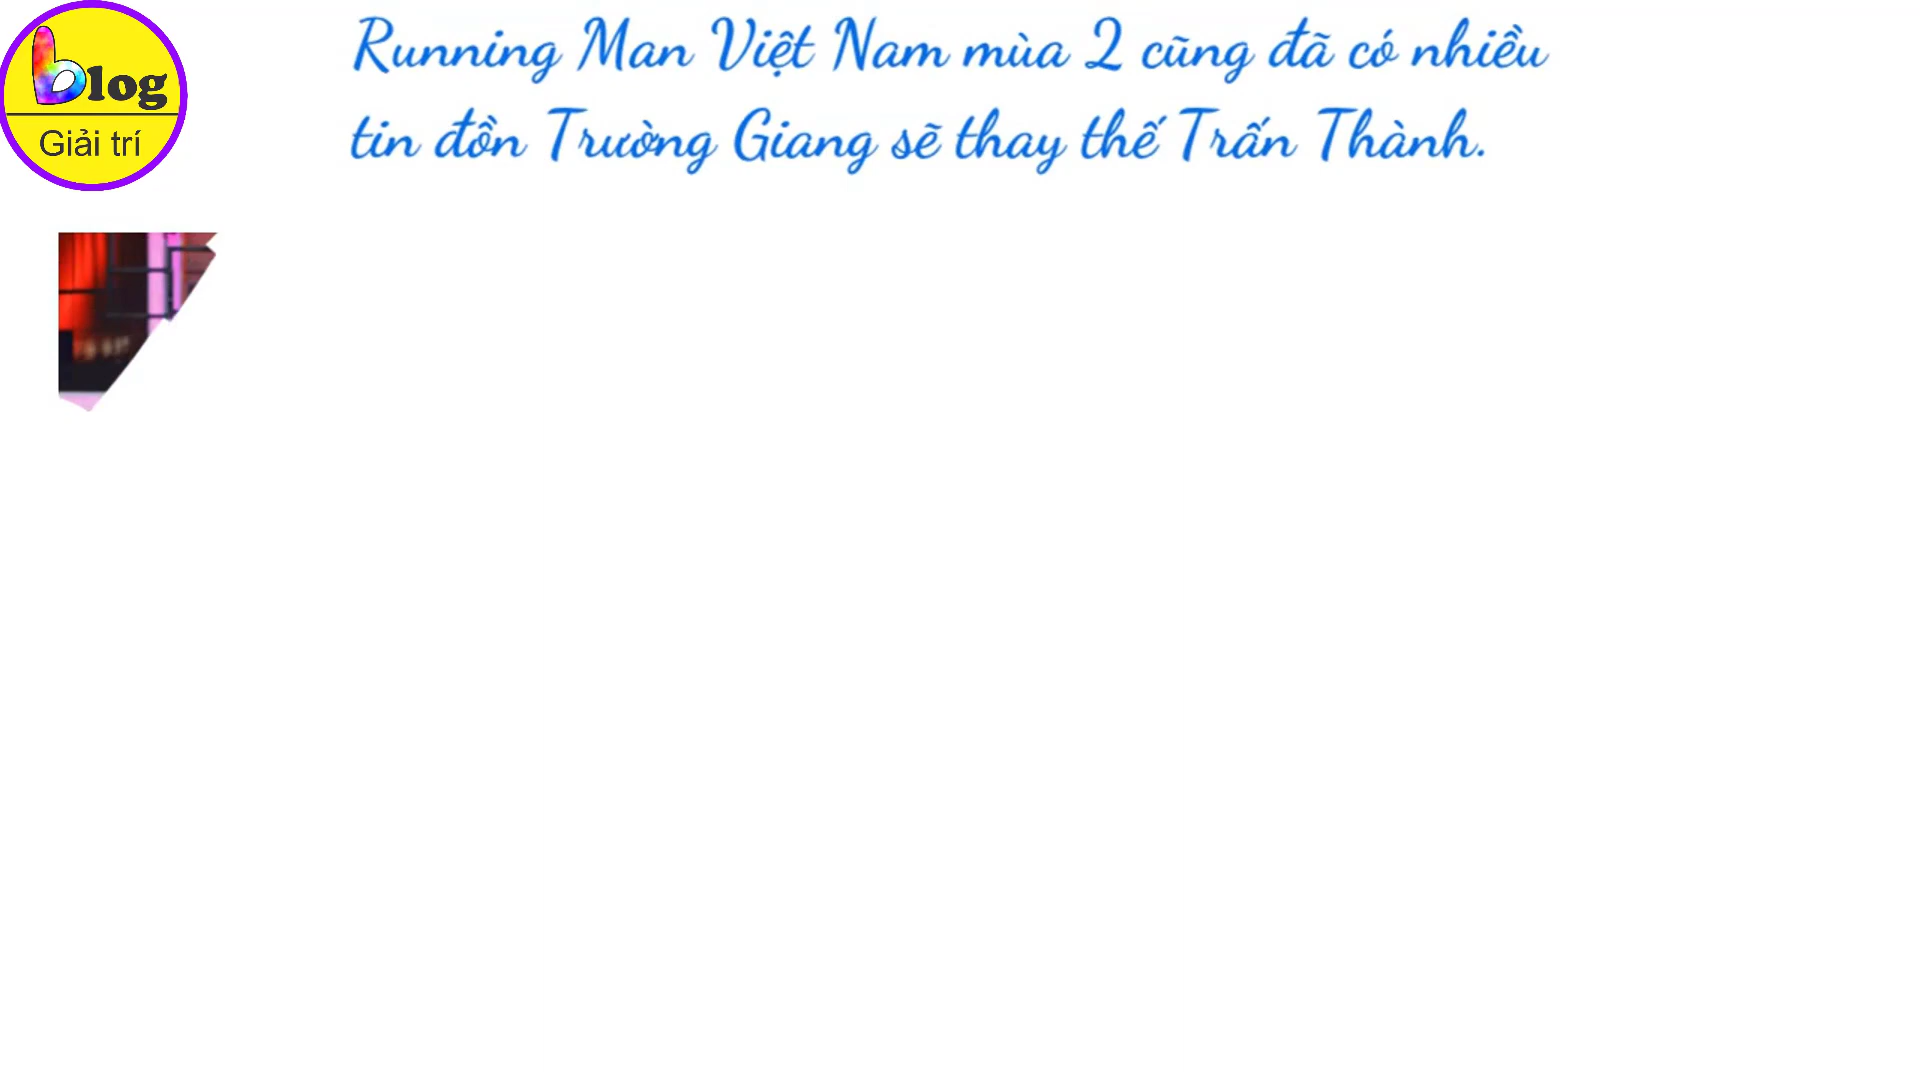 blog
Giải trí
Running Man Việt Nam mùa 2 cũng đã có nhiều
tin đồn Trường Giang sẽ thay thế Trấn Thành.